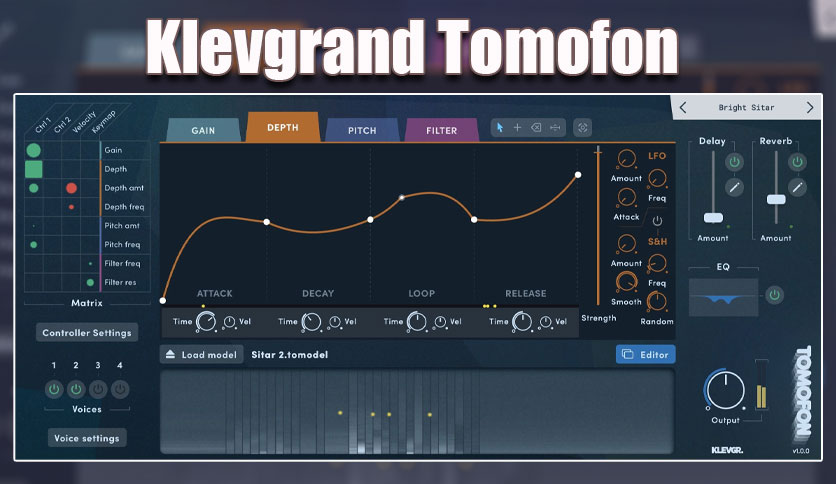 Klevgrand Tomofon
Bright Sitar
Ctrl 1
Ctrl 2
Velocity
Keymap
Gain
Depth
Depth amt
Depth freq
Pitch amt
Pitch freq
Filter freq
Filter res
Matrix
Controller Settings
1 2 3 4
Voices
Voice settings
GAIN DEPTH PITCH FILTER
LFO
Amount
Freq
Attack
S&H
Amount
Freq
Smooth
Random
Strength
ATTACK DECAY LOOP RELEASE
Time Vel Time Vel Time Vel Time Vel
Load model Sitar 2.tomodel Editor
Delay Reverb
Amount Amount
EQ
Output
TOMOFON
KLEVGR. v1.0.0